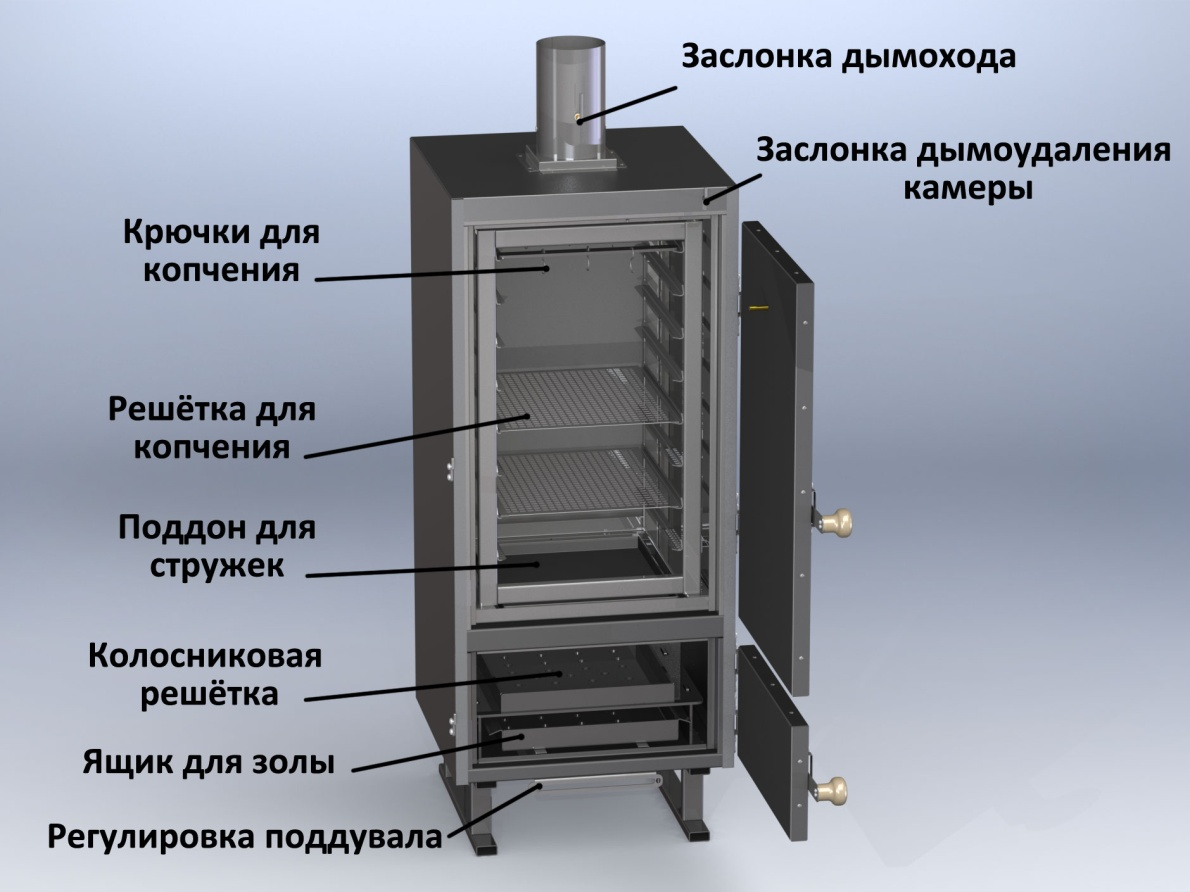 Заслонка дымохода
Заслонка дымоудаления
камеры
Крючки для
копчения
Решётка для
копчения
Поддон для
стружек
Колосниковая
решётка
Ящик для золы
Регулировка поддувала